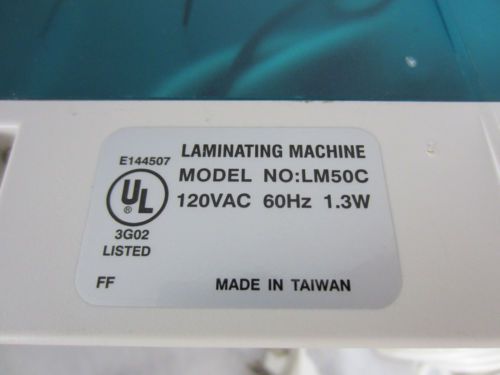 E144507
UL
3G02
LISTED
FF
LAMINATING MACHINE
MODEL NO:LM50C
120VAC 60Hz 1.3W
MADE IN TAIWAN